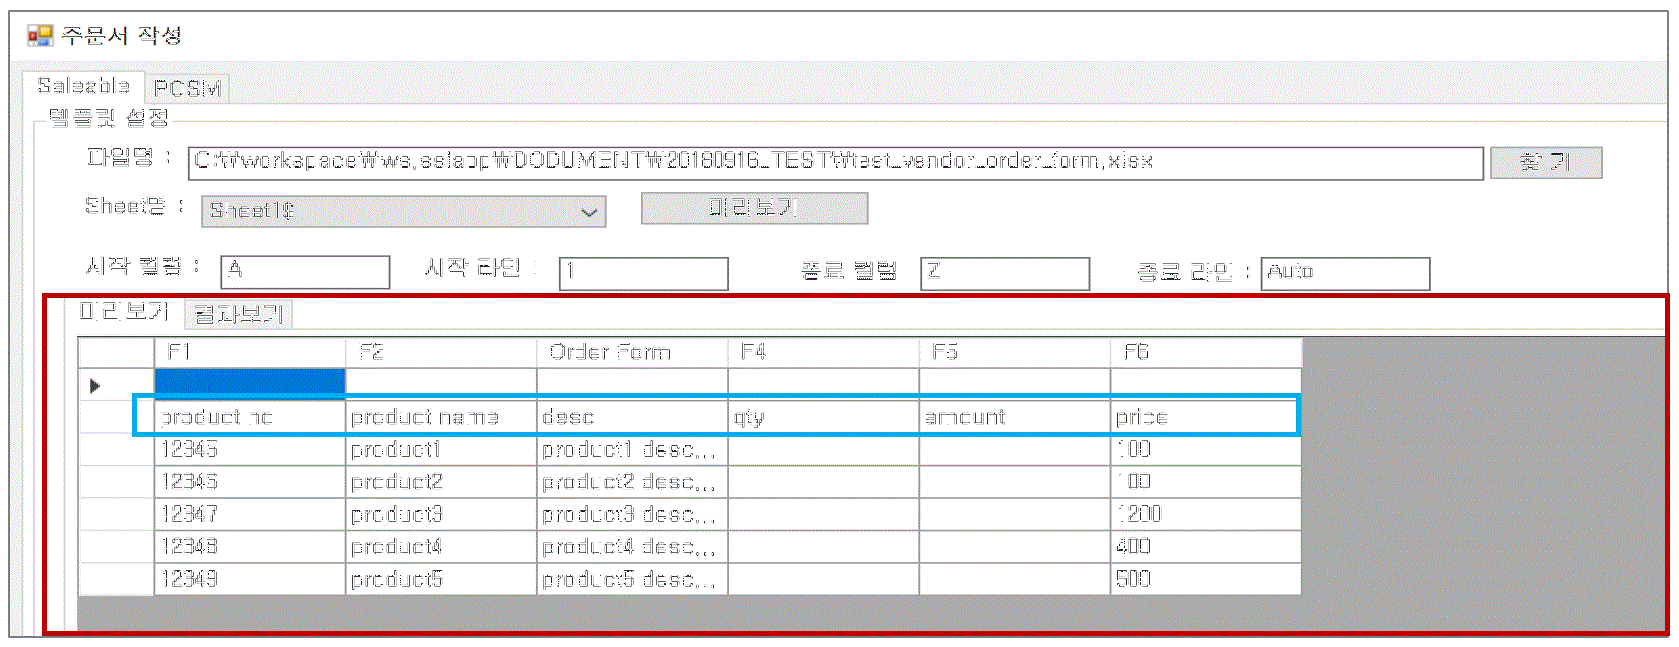 주문서 작성
Saleable PCSM
템플릿 설정
파일명 : C:\workspace\ws.sslapp\DODUMENT\20180916_TEST\test_vendor_order_form.xlsx 찾 기
Sheet명 : Sheet1$ 미리보기
시작 컬럼 : A 시작 라인 : 1 종료 컬럼 Z 종료 라인 : Auto
미리보기 결과보기
F1 F2 Order Form F4 F5 F6
product no product name desc qty amount price
12345 product1 product1 desc... 100
12346 product2 product2 desc... 100
12347 product3 product3 desc... 1200
12348 product4 product4 desc... 400
12349 product5 product5 desc... 500